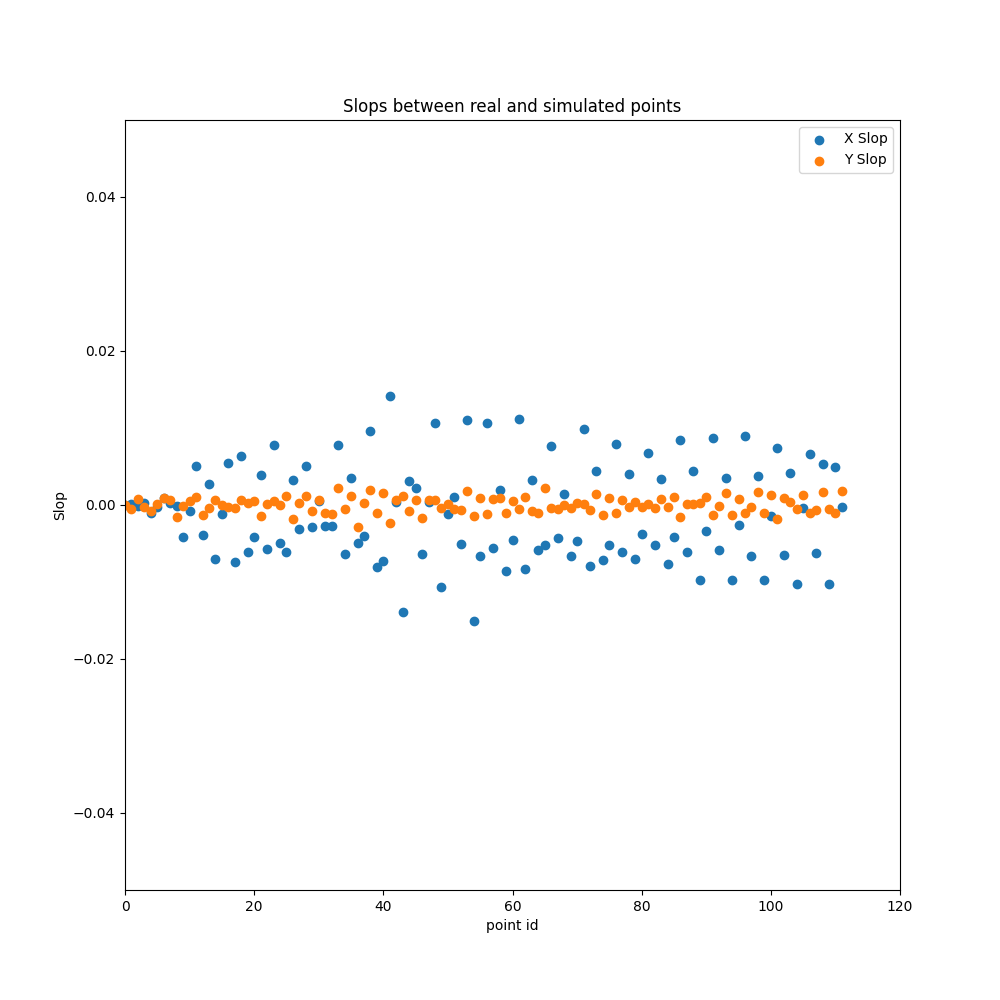 Slops between real and simulated points
X Slop
Y Slop
0.04
0.02
0.00
−0.02
−0.04
Slop
0 20 40 60 80 100 120
point id